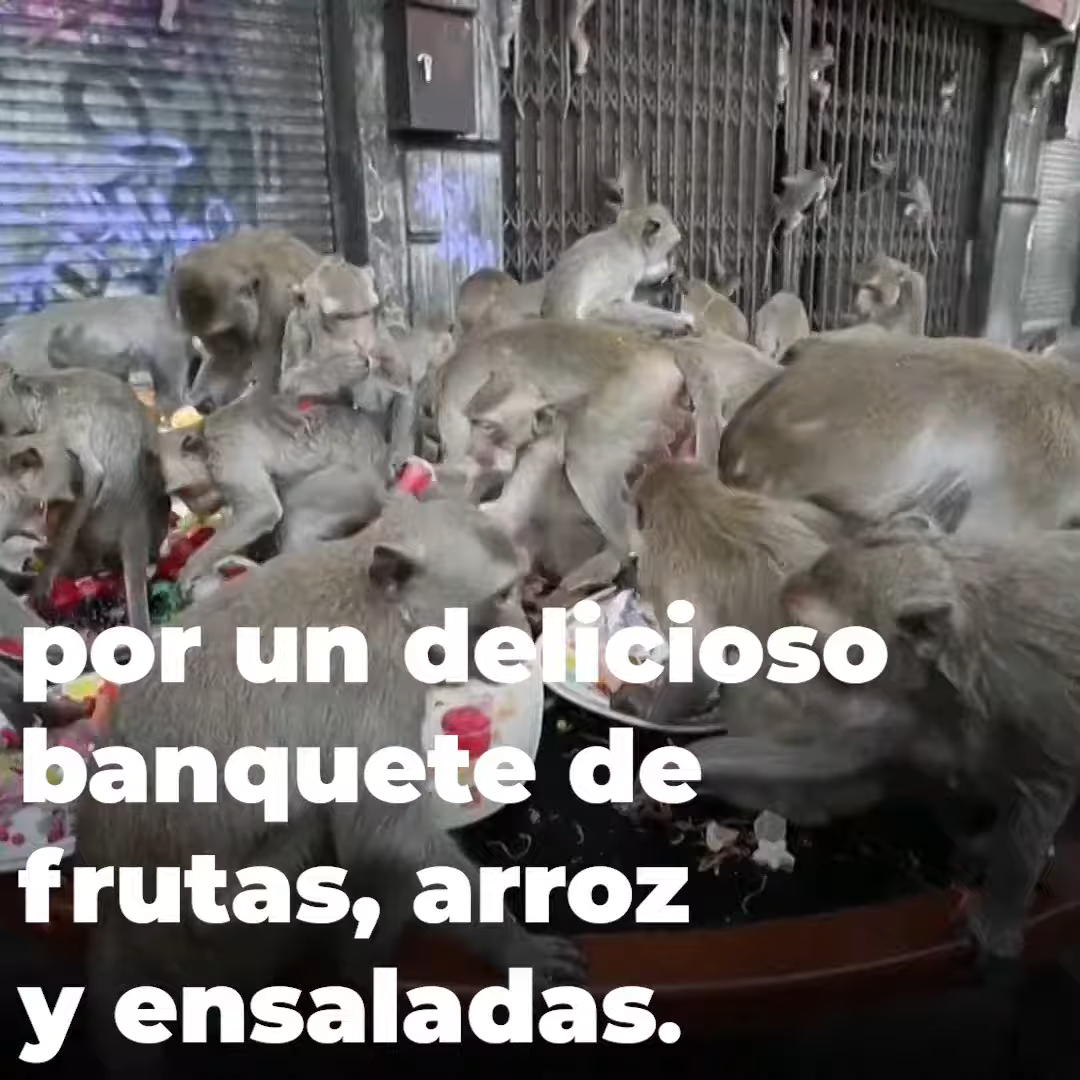 por un delicioso
banquete de
frutas, arroz
y ensaladas.